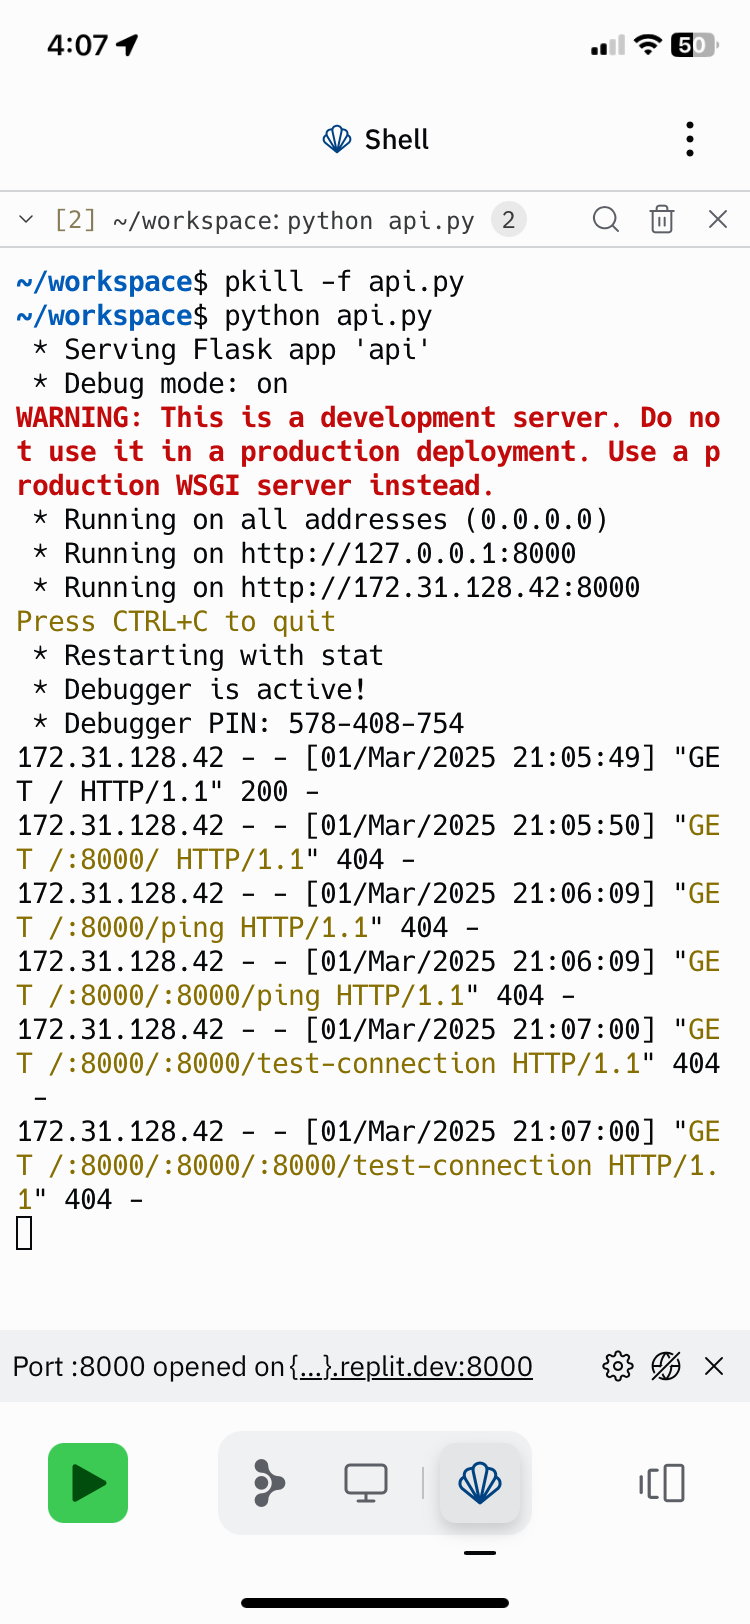 4:07
50
Shell
[2] ~/workspace: python api.py 2
~/workspace$ pkill -f api.py
~/workspace$ python api.py
 * Serving Flask app 'api'
 * Debug mode: on
WARNING: This is a development server. Do no
t use it in a production deployment. Use a p
roduction WSGI server instead.
 * Running on all addresses (0.0.0.0)
 * Running on http://127.0.0.1:8000
 * Running on http://172.31.128.42:8000
Press CTRL+C to quit
 * Restarting with stat
 * Debugger is active!
 * Debugger PIN: 578-408-754
172.31.128.42 - - [01/Mar/2025 21:05:49] "GE
T / HTTP/1.1" 200 -
172.31.128.42 - - [01/Mar/2025 21:05:50] "GE
T /:8000/ HTTP/1.1" 404 -
172.31.128.42 - - [01/Mar/2025 21:06:09] "GE
T /:8000/ping HTTP/1.1" 404 -
172.31.128.42 - - [01/Mar/2025 21:06:09] "GE
T /:8000/:8000/ping HTTP/1.1" 404 -
172.31.128.42 - - [01/Mar/2025 21:07:00] "GE
T /:8000/:8000/test-connection HTTP/1.1" 404
 -
172.31.128.42 - - [01/Mar/2025 21:07:00] "GE
T /:8000/:8000/:8000/test-connection HTTP/1.
1" 404 -
Port :8000 opened on {...}.replit.dev:8000